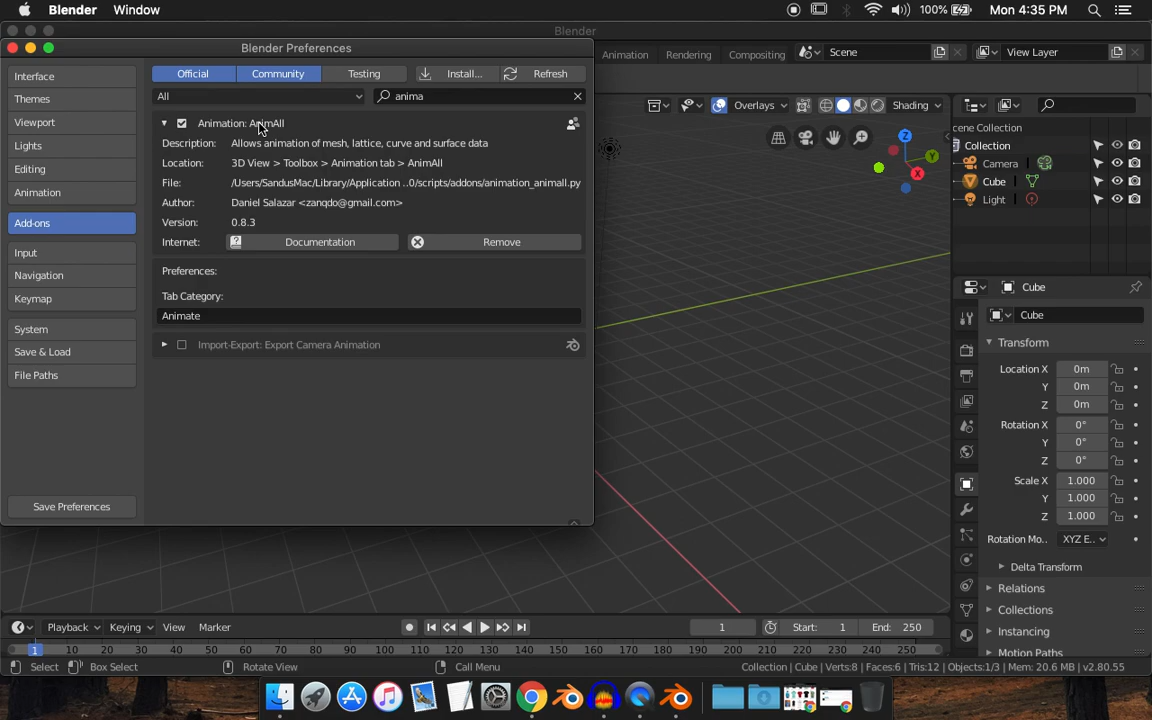 Blender Window 100% Mon 4:35 PM
Blender
Blender Preferences
Animation Rendering Compositing Scene View Layer
Interface
Themes
Viewport
Lights
Editing
Animation
Add-ons
Input
Navigation
Keymap
System
Save & Load
File Paths
Save Preferences
Official Community Testing Install... Refresh
All anima
Animation: AnimAll
Description: Allows animation of mesh, lattice, curve and surface data
Location: 3D View > Toolbox > Animation tab > AnimAll
File: /Users/SandusMac/Library/Application ..0/scripts/addons/animation_animall.py
Author: Daniel Salazar <zanqdo@gmail.com>
Version: 0.8.3
Internet: Documentation Remove
Preferences:
Tab Category:
Animate
Import-Export: Export Camera Animation
Overlays Shading
Z
Y
X
cene Collection
Collection
Camera
Cube
Light
Cube
Cube
Transform
Location X 0m
Y 0m
Z 0m
Rotation X 0°
Y 0°
Z 0°
Scale X 1.000
Y 1.000
Z 1.000
Rotation Mo.. XYZ E..
Delta Transform
Relations
Collections
Instancing
Motion Paths
Playback Keying View Marker 1 Start: 1 End: 250
1 10 20 30 40 50 60 70 80 90 100 110 120 130 140 150 160 170 180 190 200 210 220 230 240 250
Select Box Select Rotate View Call Menu Collection | Cube | Verts:8 | Faces:6 | Tris:12 | Objects:1/3 | Mem: 20.6 MB | v2.80.55